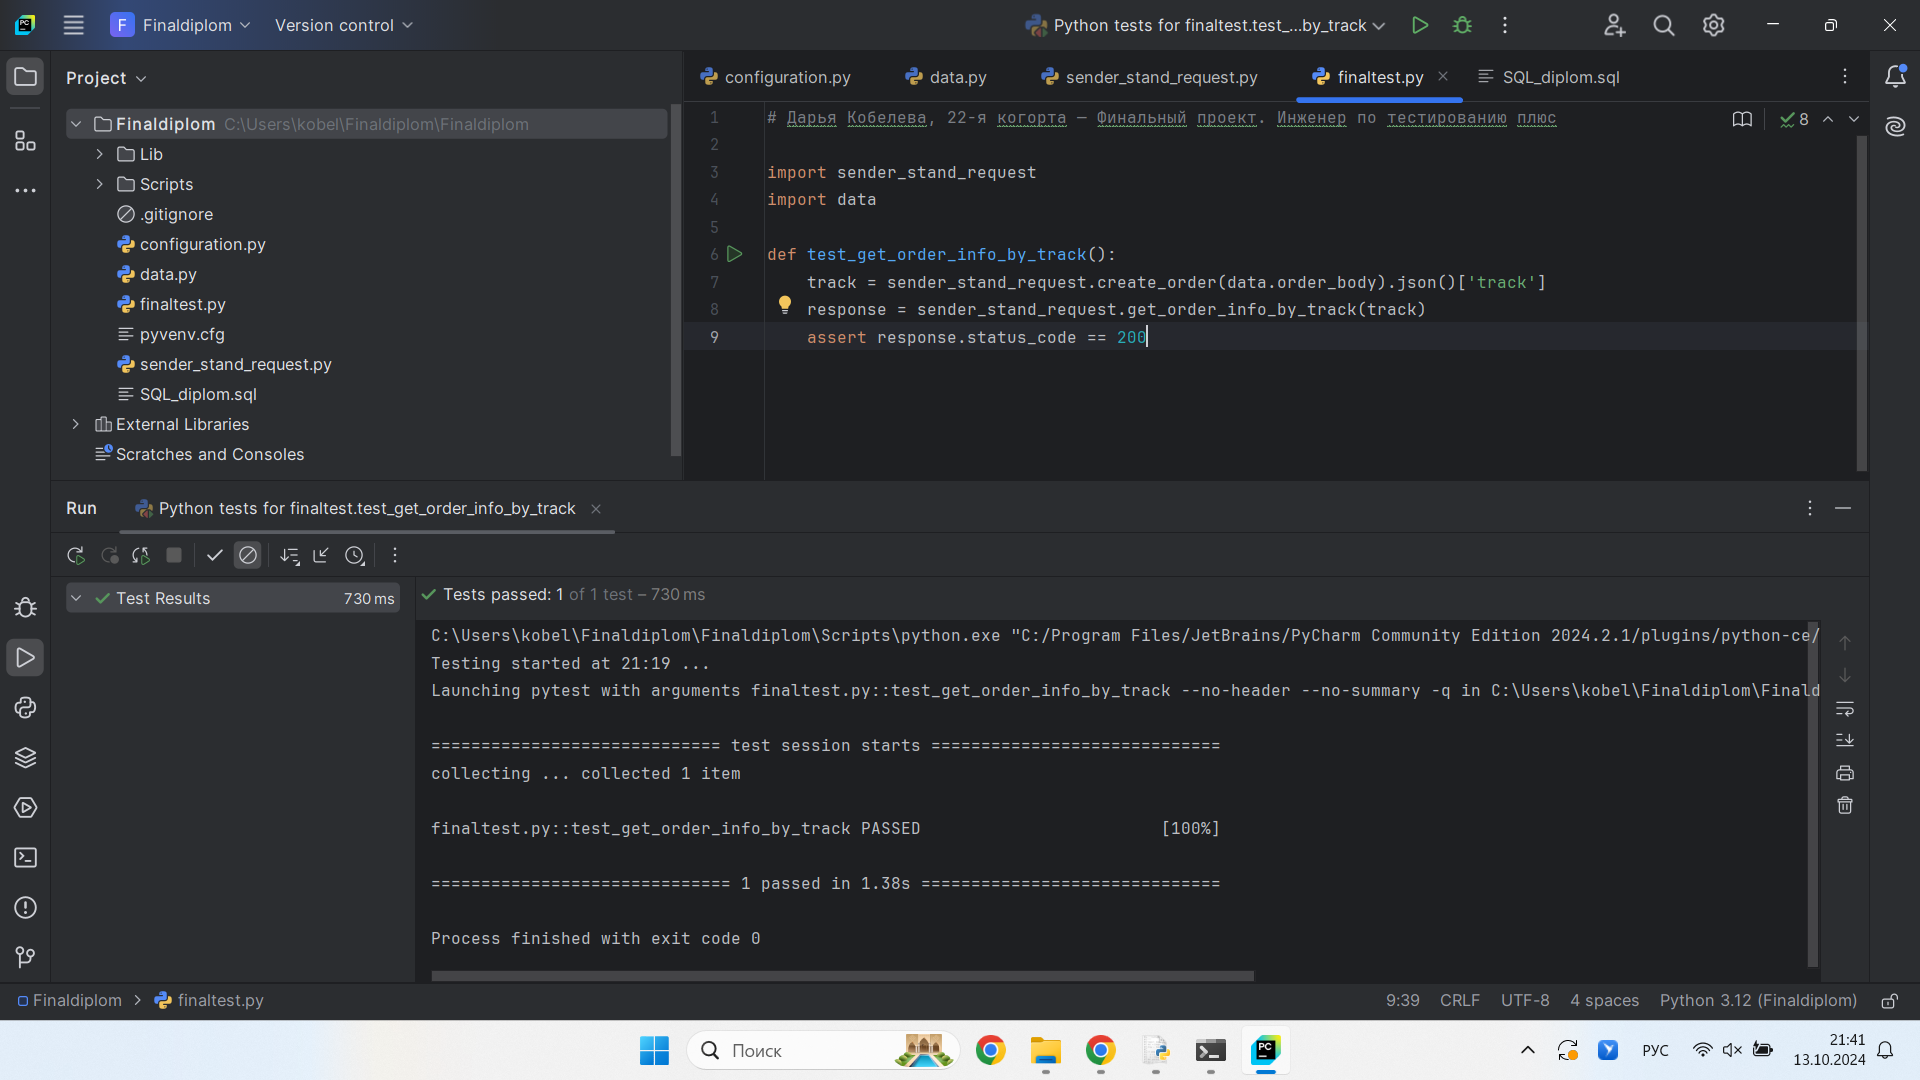 F Finaldiplom Version control Python tests for finaltest.test_...by_track
Project
configuration.py data.py sender_stand_request.py finaltest.py SQL_diplom.sql
Finaldiplom C:\Users\kobel\Finaldiplom\Finaldiplom
Lib
Scripts
.gitignore
configuration.py
data.py
finaltest.py
pyvenv.cfg
sender_stand_request.py
SQL_diplom.sql
External Libraries
Scratches and Consoles
1 # Дарья Кобелева, 22-я когорта — Финальный проект. Инженер по тестированию плюс 8
2
3 import sender_stand_request
4 import data
5
6 def test_get_order_info_by_track():
7 track = sender_stand_request.create_order(data.order_body).json()['track']
8 response = sender_stand_request.get_order_info_by_track(track)
9 assert response.status_code == 200
Run Python tests for finaltest.test_get_order_info_by_track
Test Results 730 ms
Tests passed: 1 of 1 test – 730 ms
C:\Users\kobel\Finaldiplom\Finaldiplom\Scripts\python.exe "C:/Program Files/JetBrains/PyCharm Community Edition 2024.2.1/plugins/python-ce/
Testing started at 21:19 ...
Launching pytest with arguments finaltest.py::test_get_order_info_by_track --no-header --no-summary -q in C:\Users\kobel\Finaldiplom\Finald
============================= test session starts =============================
collecting ... collected 1 item
finaltest.py::test_get_order_info_by_track PASSED [100%]
============================== 1 passed in 1.38s ==============================
Process finished with exit code 0
Finaldiplom > finaltest.py 9:39 CRLF UTF-8 4 spaces Python 3.12 (Finaldiplom)
Поиск
РУС
21:41
13.10.2024